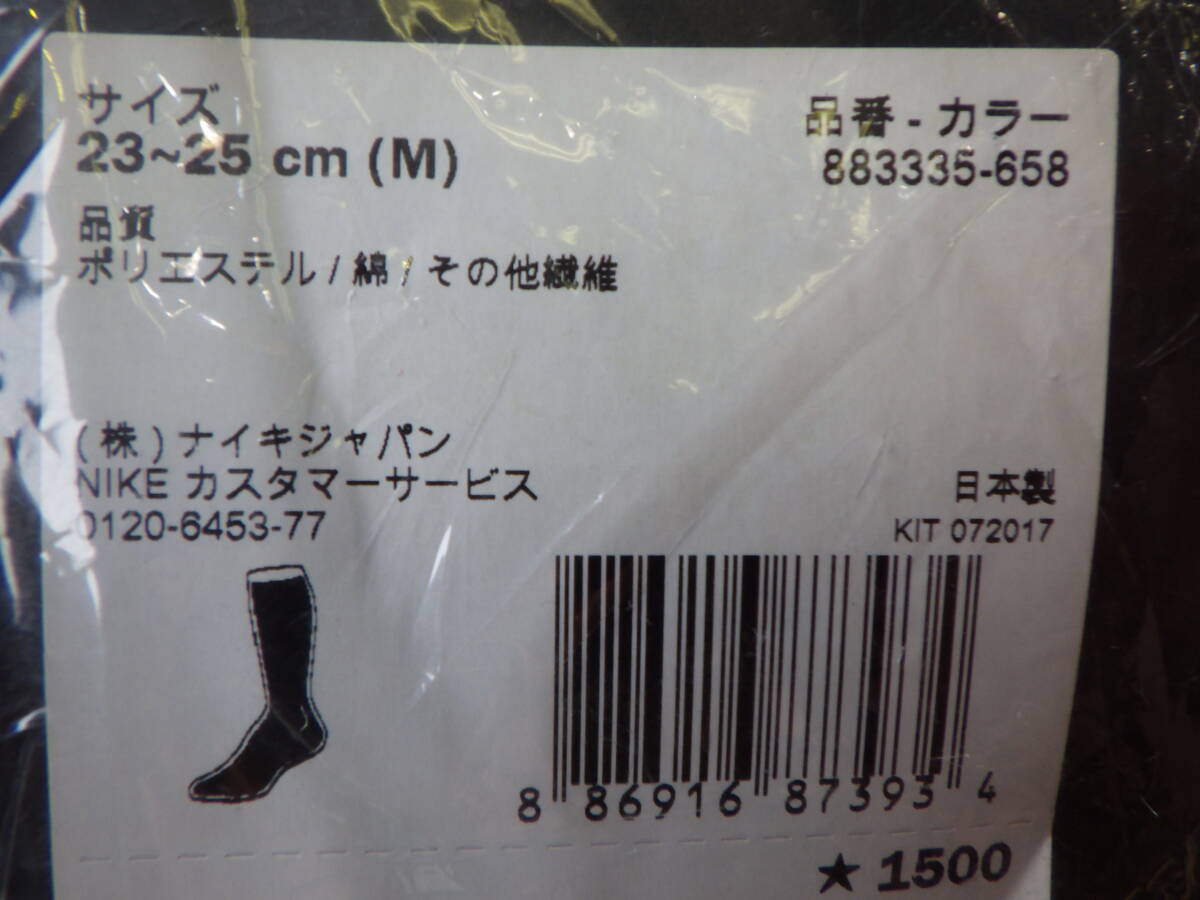 サイズ
23~25 cm (M)
品番 - カラー
883335-658
品質
ポリエステル / 綿 / その他繊維
(株) ナイキジャパン
NIKE カスタマーサービス
0120-6453-77
日本製
KIT 072017
8 86916 87393 4
★ 1500